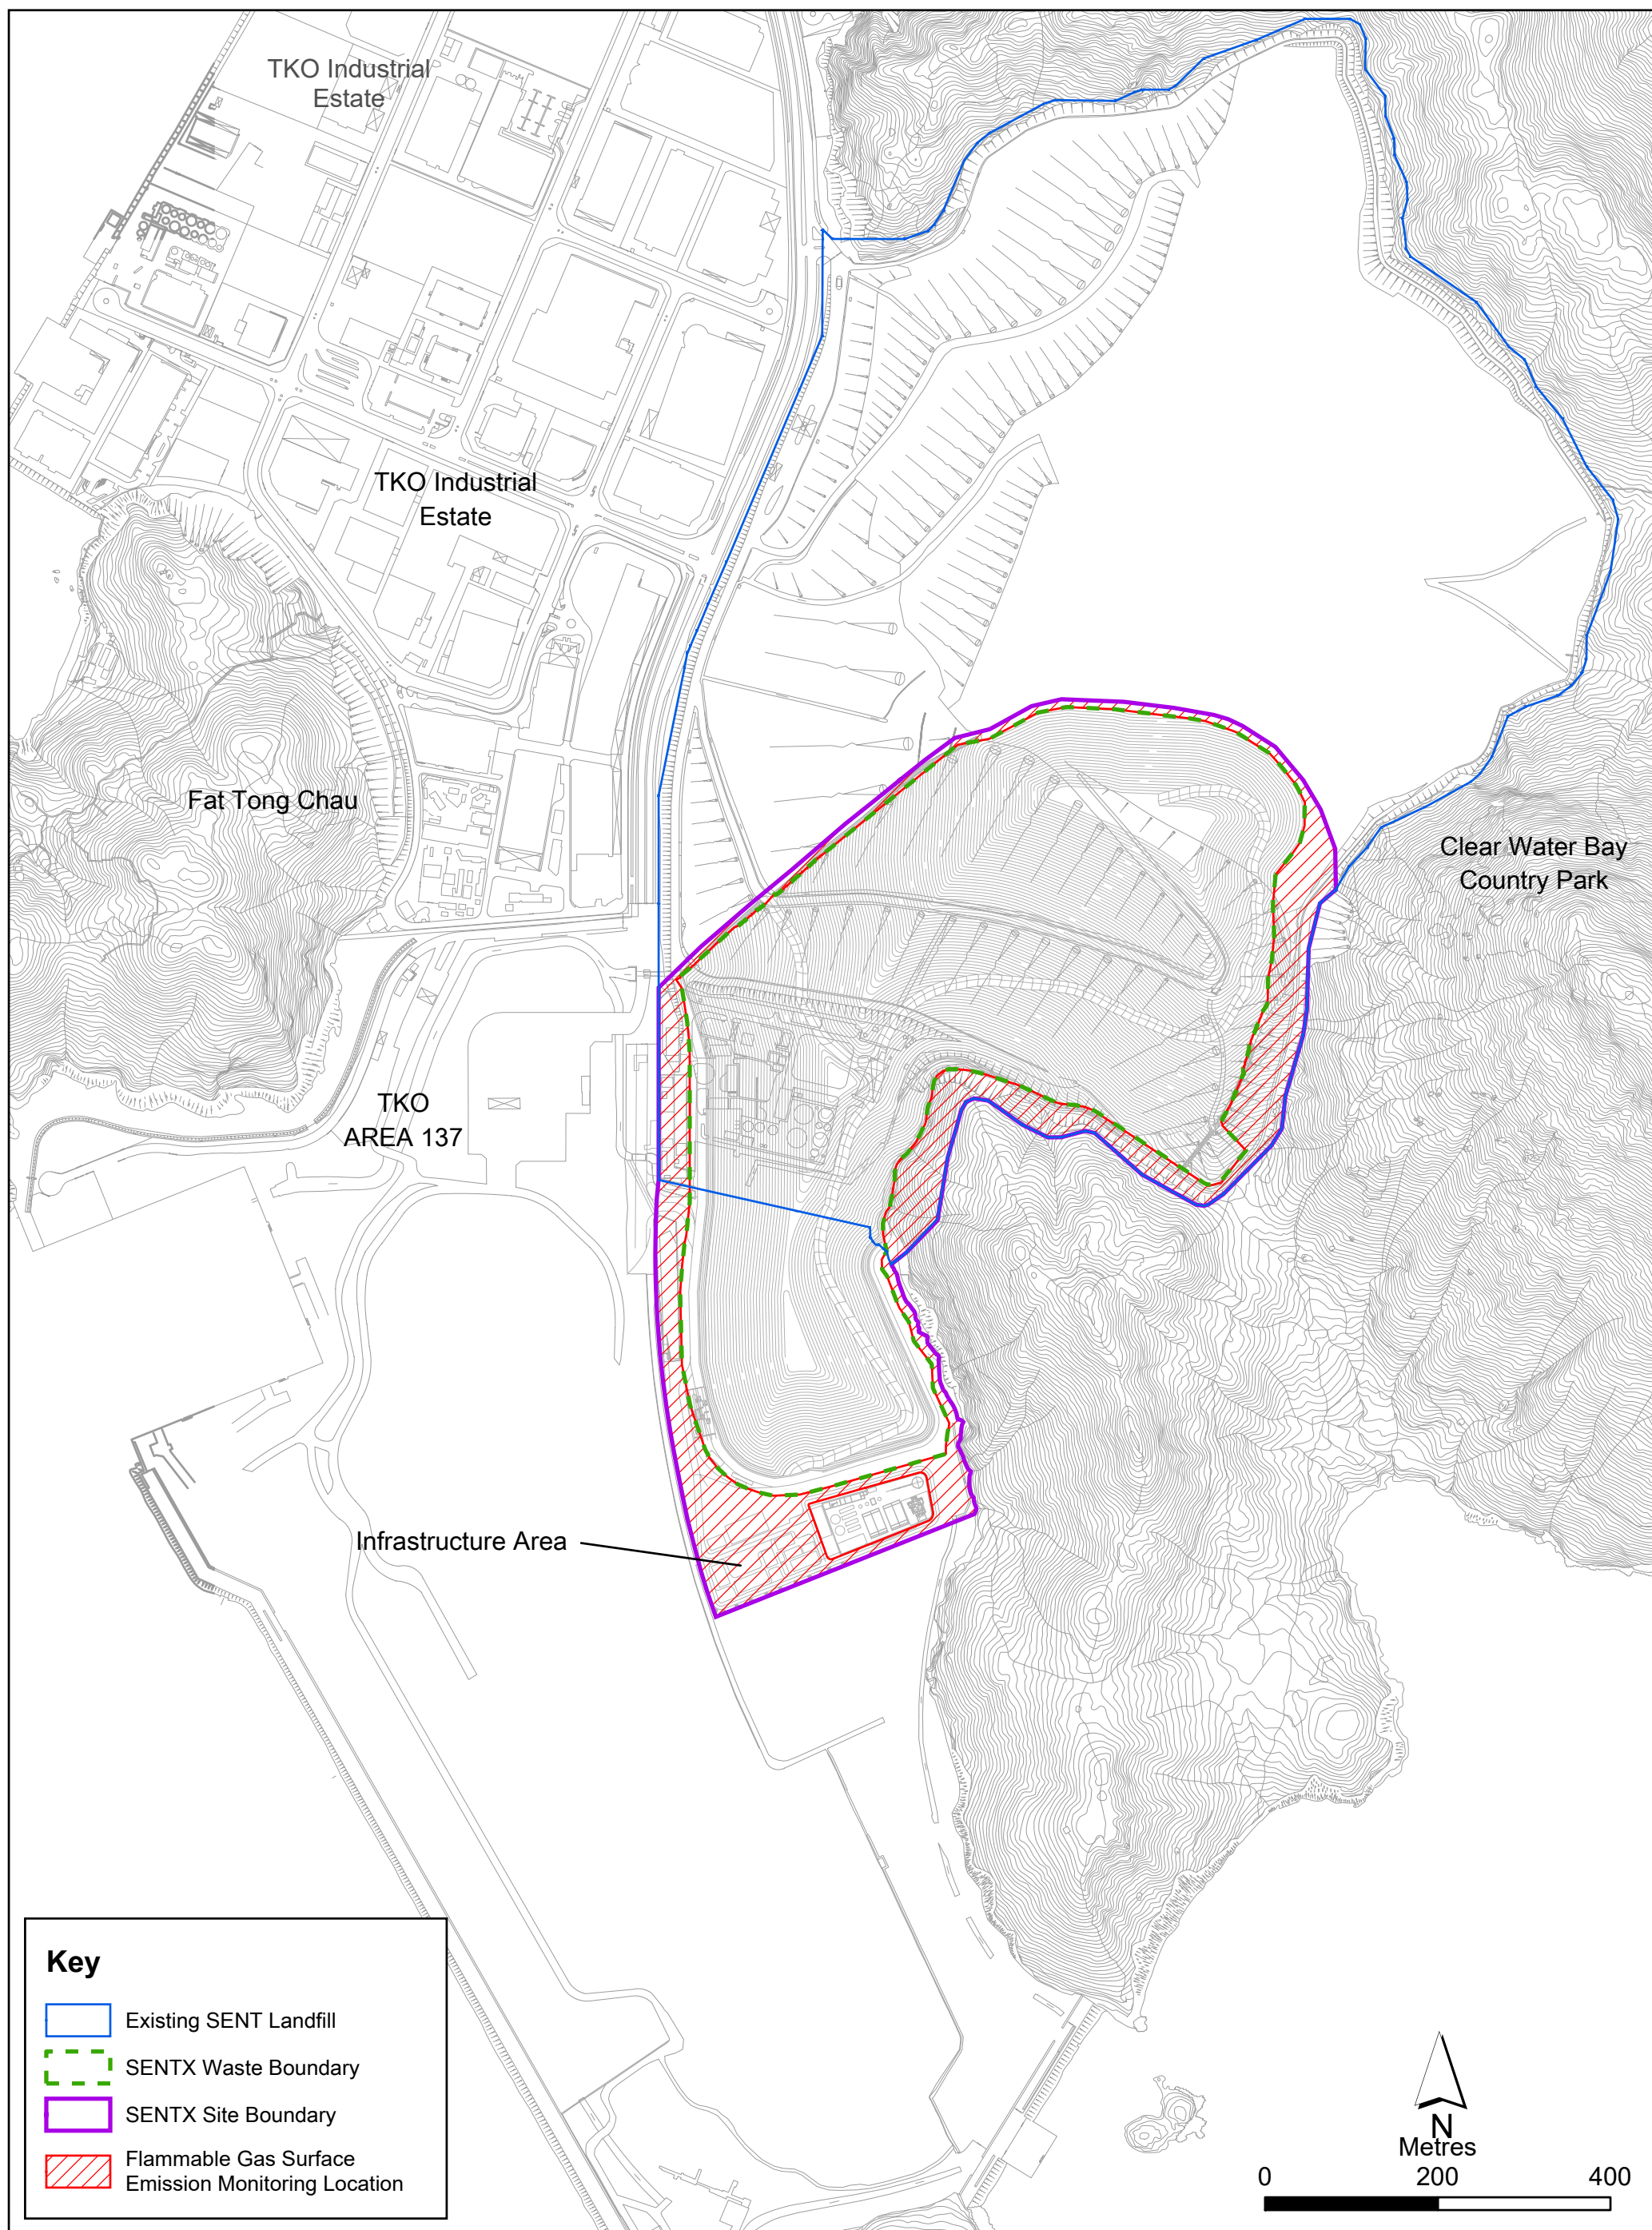 TKO Industrial
Estate
TKO Industrial
Estate
Fat Tong Chau
Clear Water Bay
Country Park
TKO
AREA 137
Infrastructure Area
Key
Existing SENT Landfill
SENTX Waste Boundary
SENTX Site Boundary
Flammable Gas Surface
Emission Monitoring Location
N
Metres
0 200 400